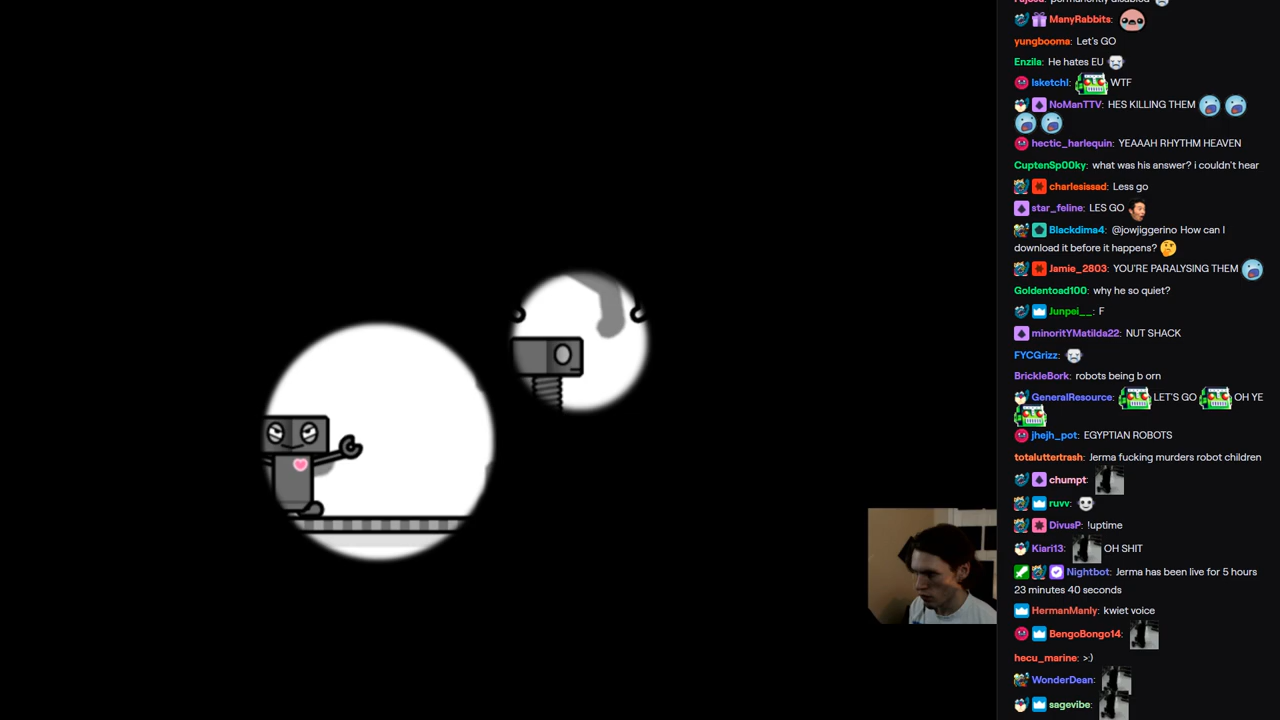 Fajosa: permanently disabled
ManyRabbits:
yungbooma: Let's GO
Enzila: He hates EU
Isketchl: WTF
NoManTTV: HES KILLING THEM
hectic_harlequin: YEAAAH RHYTHM HEAVEN
CuptenSp00ky: what was his answer? i couldn't hear
charlesissad: Less go
star_feline: LES GO
Blackdima4: @jowjiggerino How can I
download it before it happens?
Jamie_2803: YOU'RE PARALYSING THEM
Goldentoad100: why he so quiet?
Junpei__: F
minoritYMatilda22: NUT SHACK
FYCGrizz:
BrickleBork: robots being b orn
GeneralResource: LET'S GO OH YE
jhejh_pot: EGYPTIAN ROBOTS
totaluttertrash: Jerma fucking murders robot children
chumpt:
ruvv:
DivusP: !uptime
Kiari13: OH SHIT
Nightbot: Jerma has been live for 5 hours
23 minutes 40 seconds
HermanManly: kwiet voice
BengoBongo14:
hecu_marine: >:)
WonderDean:
sagevibe: